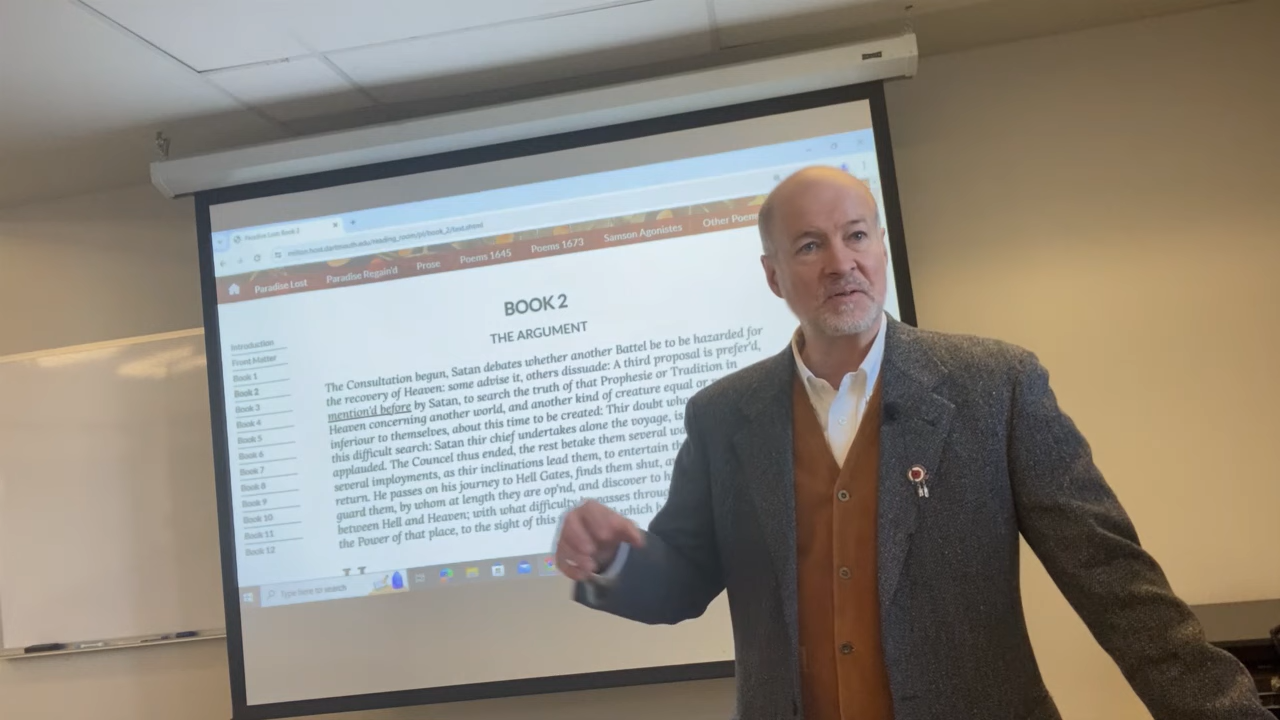 Paradise Lost: Book 2
milton.host.dartmouth.edu/reading_room/pl/book_2/text.shtml
Paradise Lost Paradise Regain'd Prose Poems 1645 Poems 1673 Samson Agonistes Other Poem
Introduction
Front Matter
Book 1
Book 2
Book 3
Book 4
Book 5
Book 6
Book 7
Book 8
Book 9
Book 10
Book 11
Book 12
BOOK 2
THE ARGUMENT
The Consultation begun, Satan debates whether another Battel be to be hazarded for
the recovery of Heaven: some advise it, others dissuade: A third proposal is prefer'd,
mention'd before by Satan, to search the truth of that Prophesie or Tradition in
Heaven concerning another world, and another kind of creature equal or
inferiour to themselves, about this time to be created: Thir doubt who
this difficult search: Satan thir chief undertakes alone the voyage, is
applauded. The Councel thus ended, the rest betake them several
several imployments, as thir inclinations lead them, to entertain
return. He passes on his journey to Hell Gates, finds them shut,
guard them, by whom at length they are op'nd, and discover to
between Hell and Heaven; with what difficulty passes
the Power of that place, to the sight of this which
Type here to search